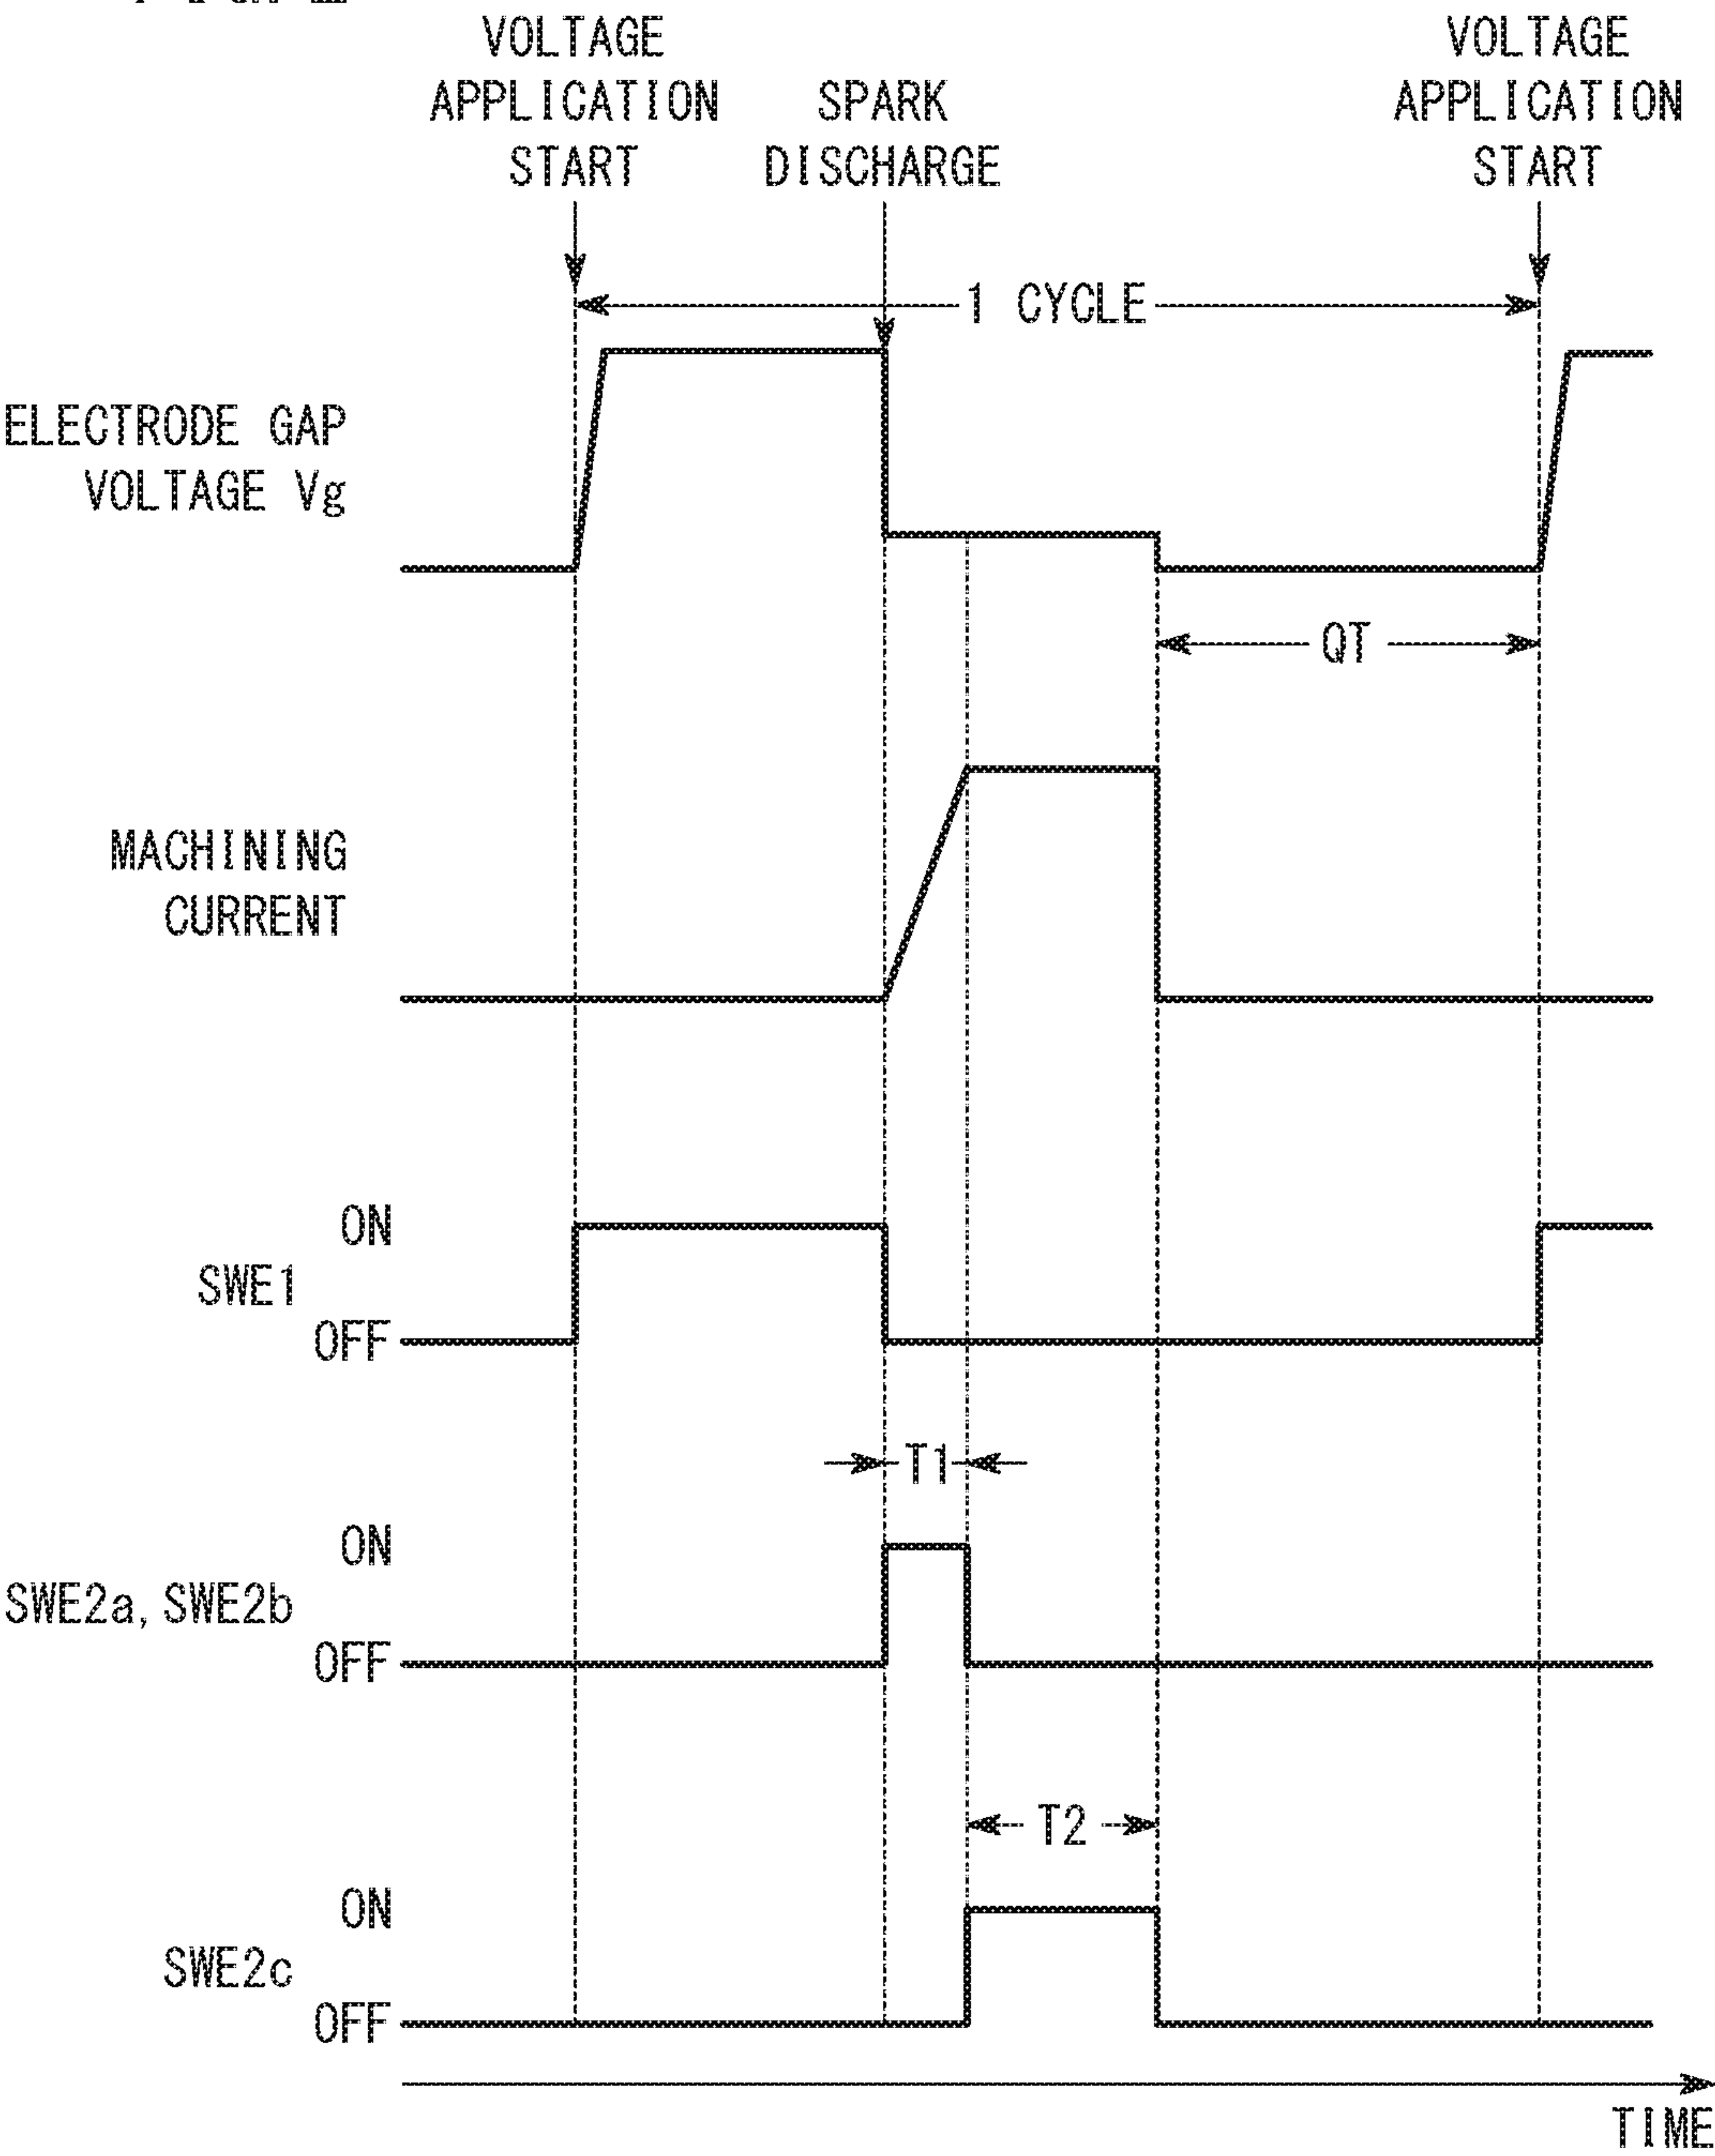 VOLTAGE
APPLICATION
START
SPARK
DISCHARGE
VOLTAGE
APPLICATION
START
1 CYCLE
ELECTRODE GAP
VOLTAGE Vg
QT
MACHINING
CURRENT
ON
SWE1
OFF
T1
ON
SWE2a, SWE2b
OFF
T2
ON
SWE2c
OFF
TIME